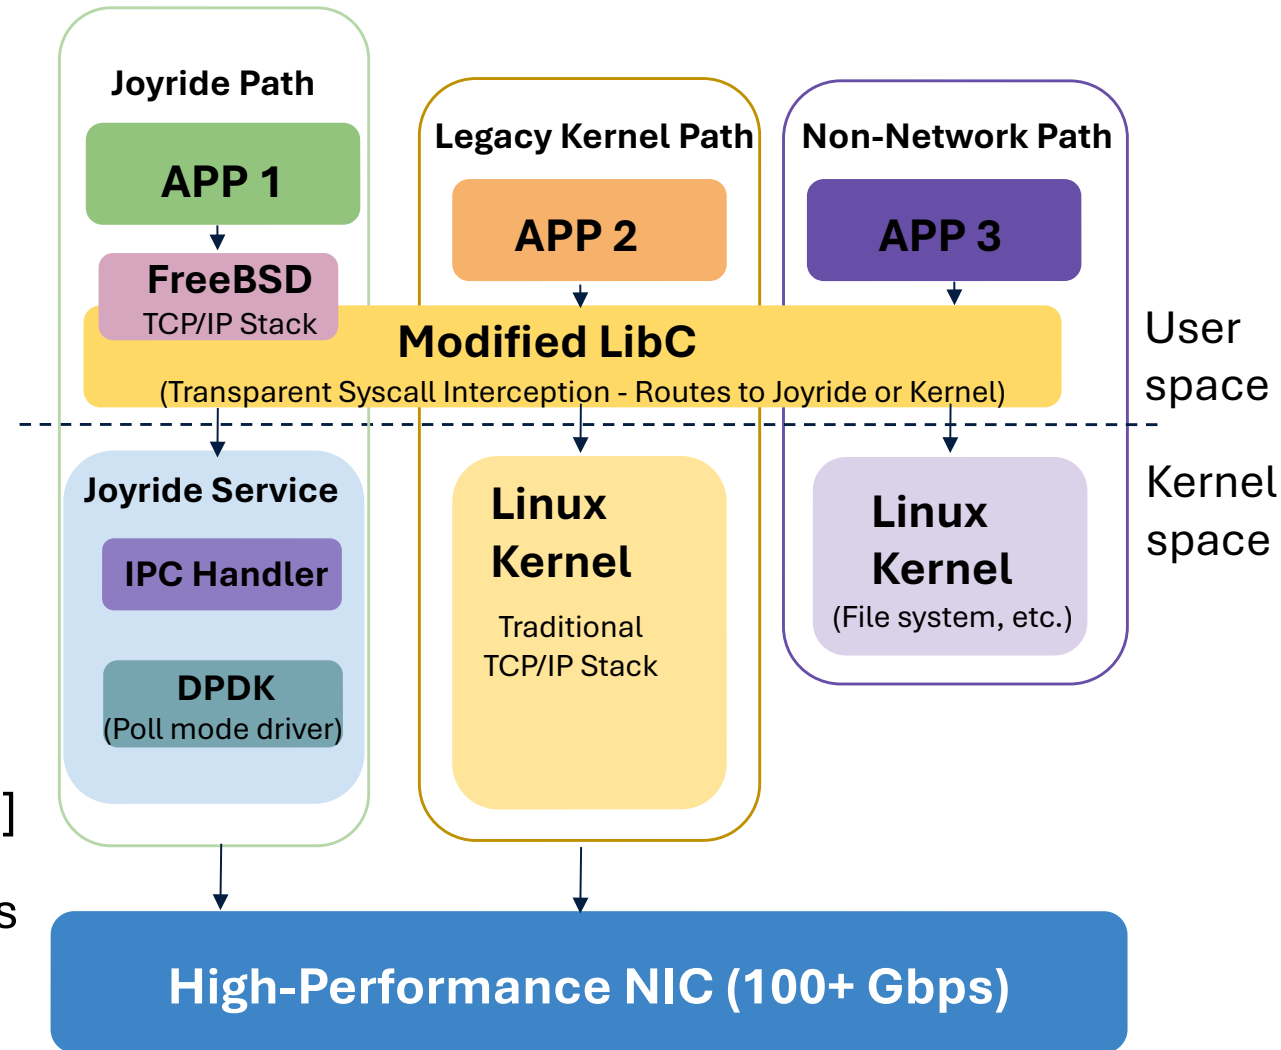 Joyride Path
APP 1
FreeBSD
TCP/IP Stack
Legacy Kernel Path
APP 2
Non-Network Path
APP 3
Modified LibC
(Transparent Syscall Interception - Routes to Joyride or Kernel)
User
space
Kernel
space
Joyride Service
IPC Handler
DPDK
(Poll mode driver)
Linux
Kernel
Traditional
TCP/IP Stack
Linux
Kernel
(File system, etc.)
]
s
High-Performance NIC (100+ Gbps)